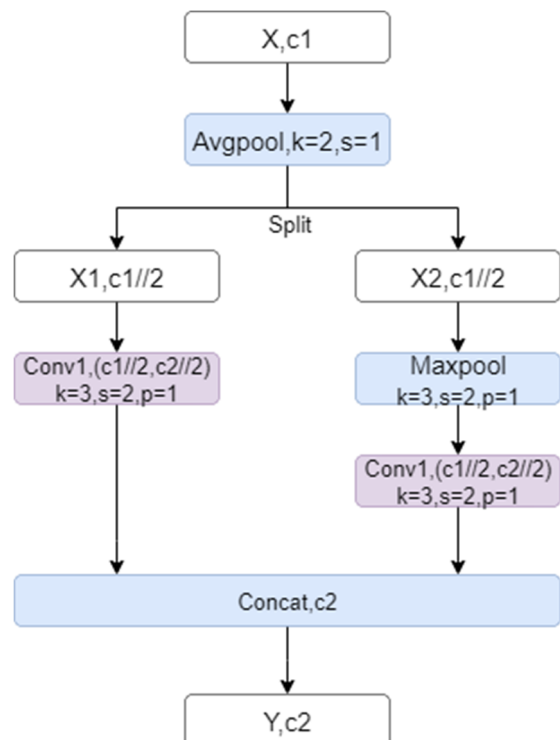 X,c1
Avgpool,k=2,s=1
Split
X1,c1//2
X2,c1//2
Conv1,(c1//2,c2//2)
k=3,s=2,p=1
Maxpool
k=3,s=2,p=1
Conv1,(c1//2,c2//2)
k=3,s=2,p=1
Concat,c2
Y,c2